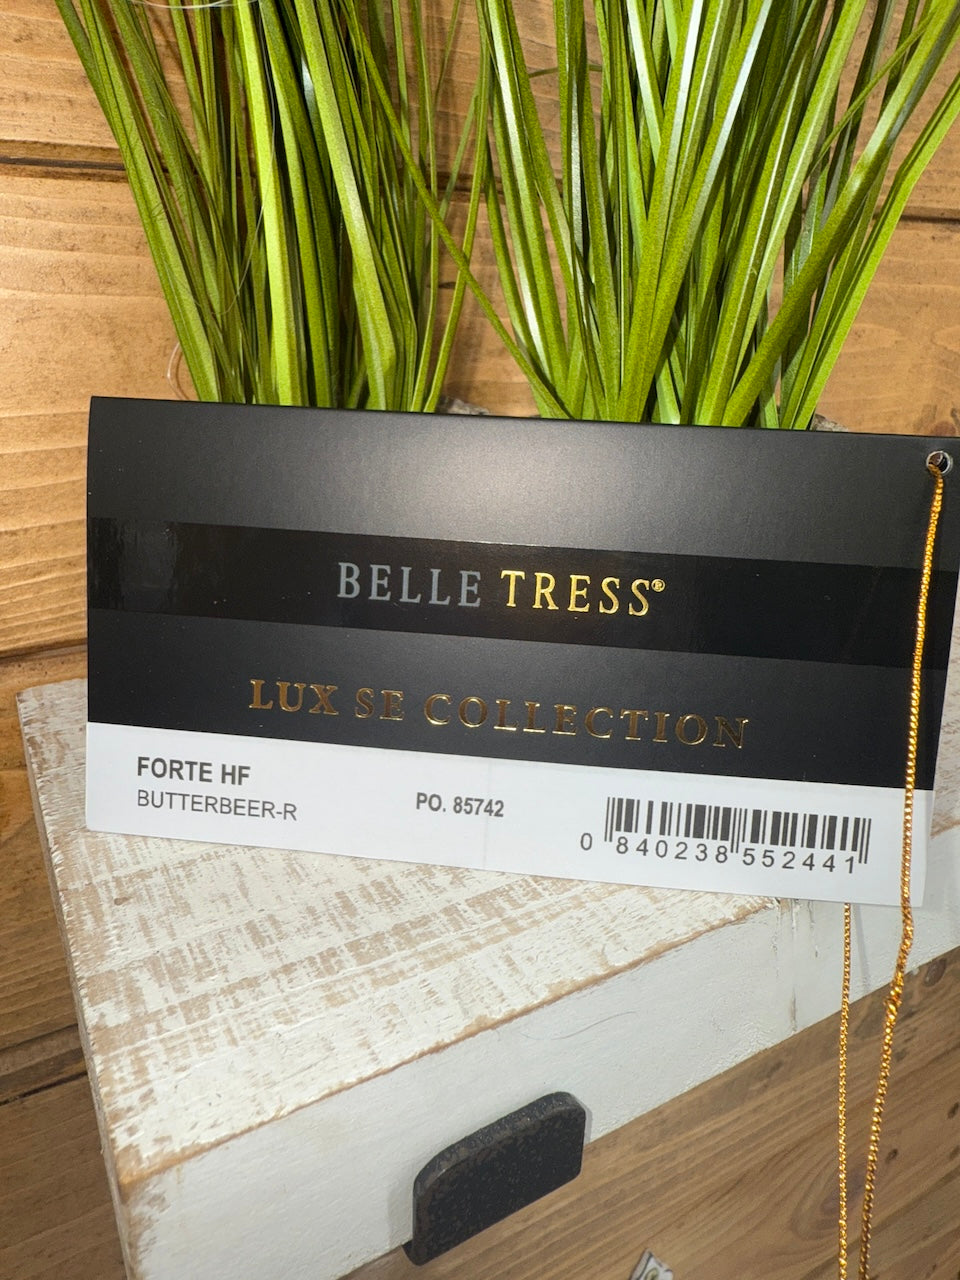 BELLE TRESS®
LUX SE COLLECTION
FORTE HF
BUTTERBEER-R
PO. 85742
0 840238 552441